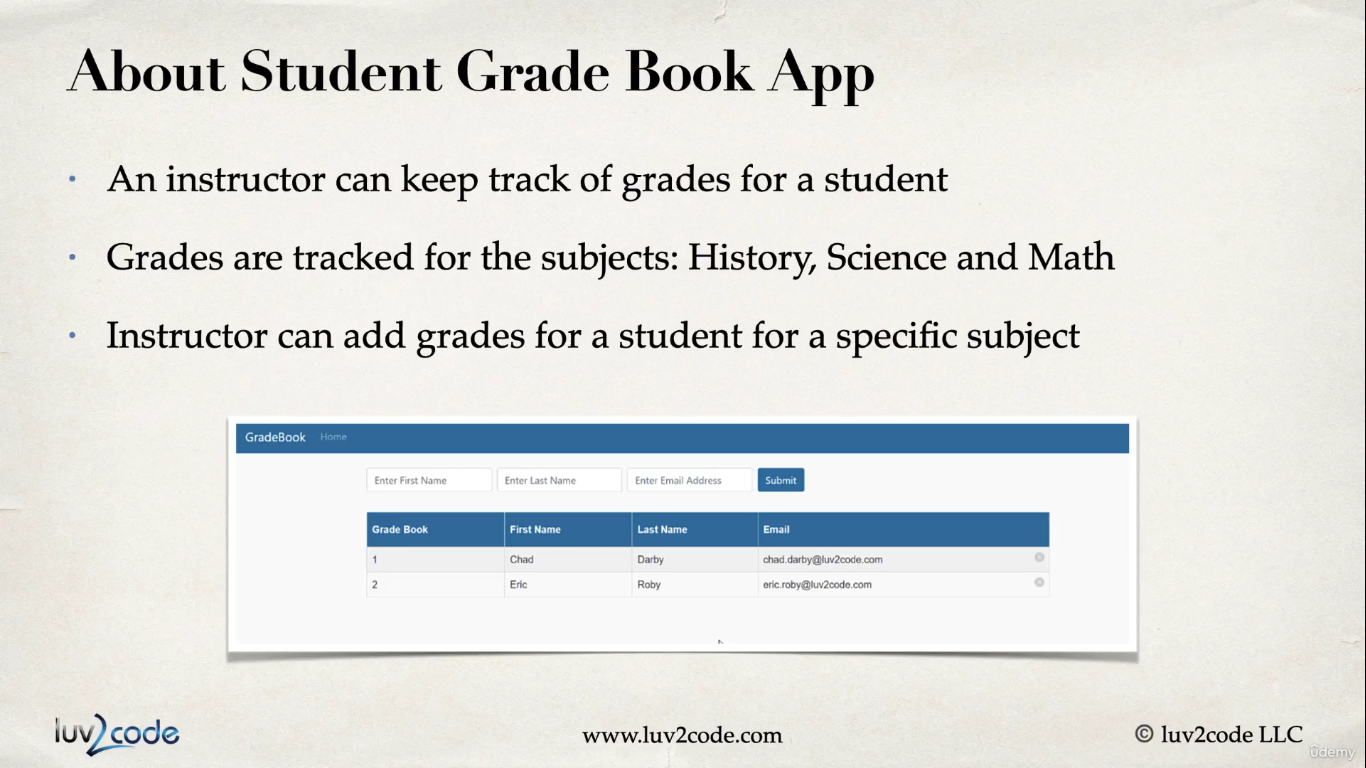 About Student Grade Book App
• An instructor can keep track of grades for a student
• Grades are tracked for the subjects: History, Science and Math
• Instructor can add grades for a student for a specific subject
GradeBook Home
Enter First Name Enter Last Name Enter Email Address Submit
Grade Book First Name Last Name Email
1 Chad Darby chad.darby@luv2code.com
2 Eric Roby eric.roby@luv2code.com
luv2code www.luv2code.com © luv2code LLC
ûdemy